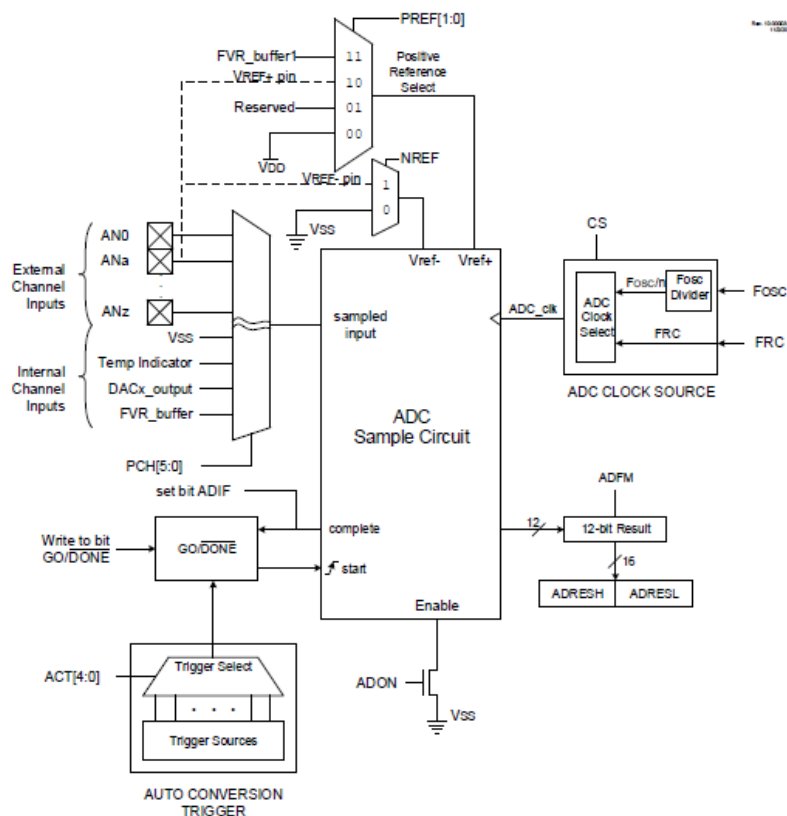 PREF[1:0]
FVR_buffer1
11
VREF+ pin
10
Reserved
01
00
VDD
Positive
Reference
Select
VREF- pin
NREF
1
0
VSS
AN0
ANa
ANz
External
Channel
Inputs
VSS
Temp Indicator
DACx_output
FVR_buffer
Internal
Channel
Inputs
PCH[5:0]
Vref- Vref+
sampled
input
ADC
Sample Circuit
ADC_clk
CS
ADC
Clock
Select
Fosc/n
Fosc
Divider
FOSC
FRC
FRC
ADC CLOCK SOURCE
set bit ADIF
complete
Write to bit
GO/DONE
GO/DONE
start
Enable
12
ADFM
12-bit Result
16
ADRESH ADRESL
ADON
VSS
ACT[4:0]
Trigger Select
. . .
Trigger Sources
AUTO CONVERSION
TRIGGER